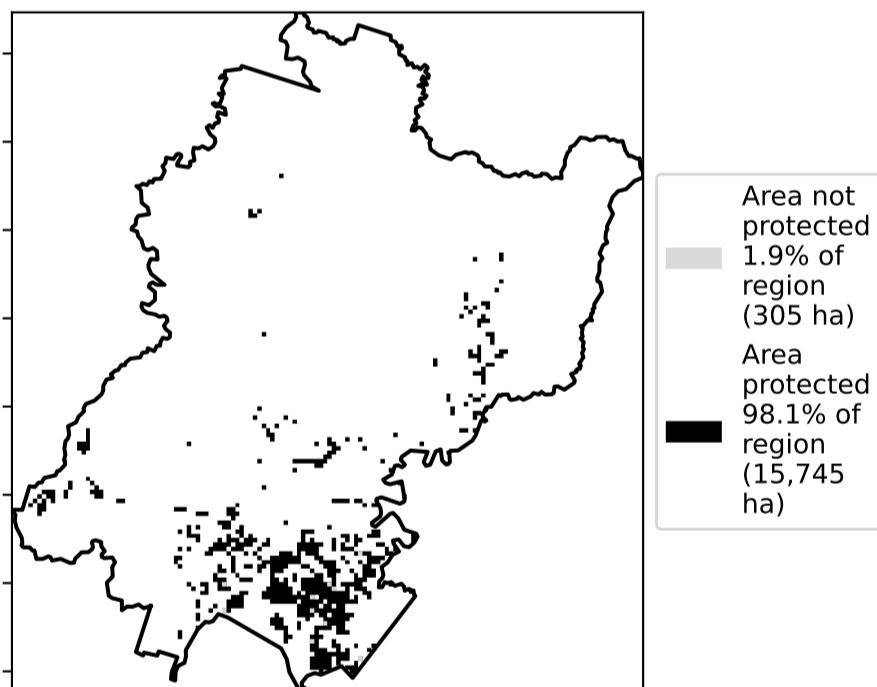 Area not
protected
1.9% of
region
(305 ha)
Area
protected
98.1% of
region
(15,745
ha)